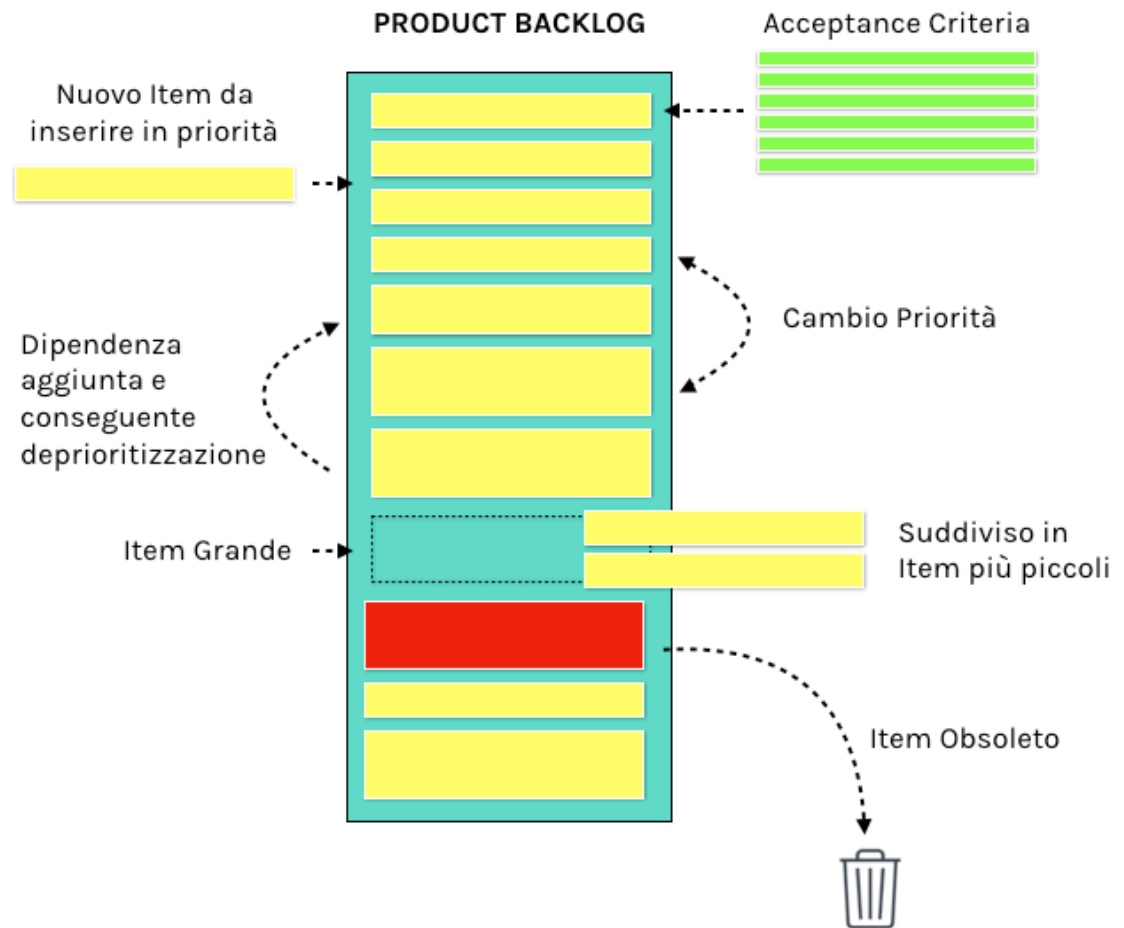 PRODUCT BACKLOG
Acceptance Criteria
Nuovo Item da
inserire in priorità
Cambio Priorità
Dipendenza
aggiunta e
conseguente
deprioritizzazione
Item Grande
Suddiviso in
Item più piccoli
Item Obsoleto